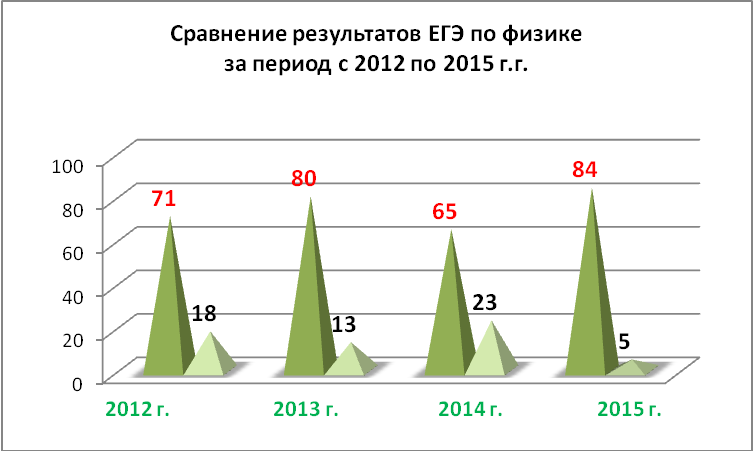 Сравнение результатов ЕГЭ по физике
за период с 2012 по 2015 г.г.
100
80
60
40
20
0
71
18
80
13
65
23
84
5
2012 г.
2013 г.
2014 г.
2015 г.